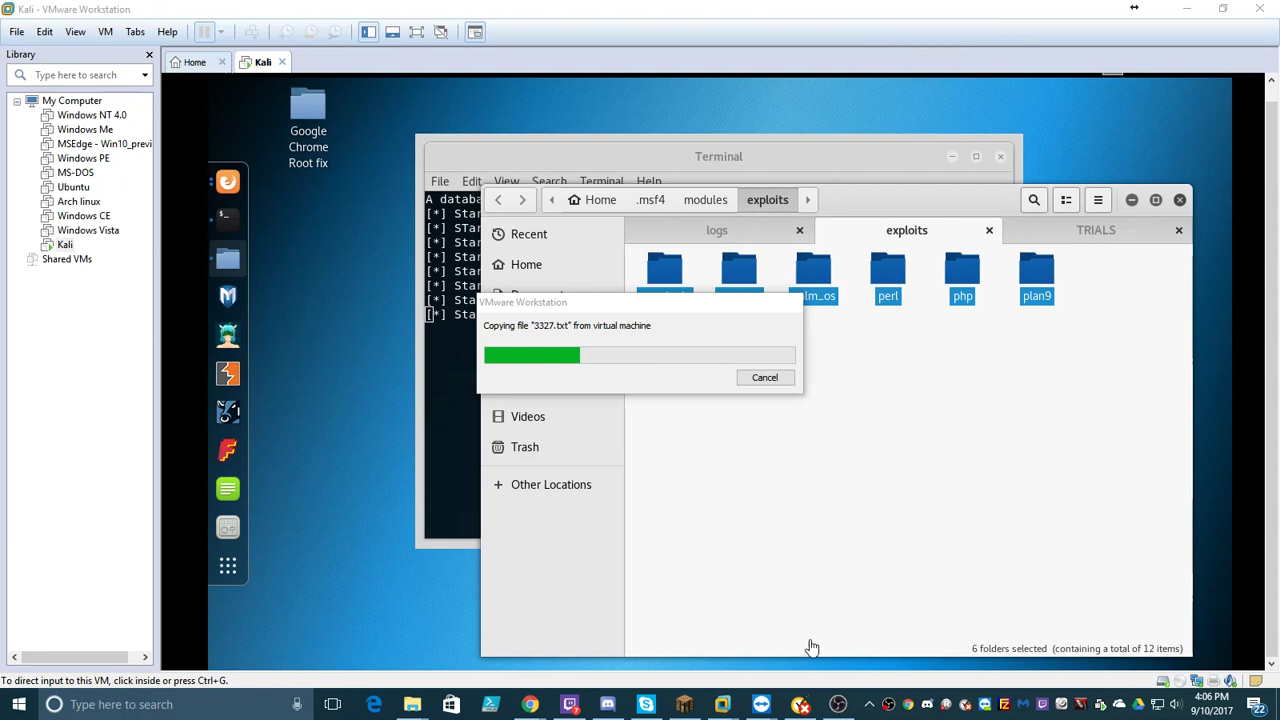 Kali - VMware Workstation
File Edit View VM Tabs Help
Library
Type here to search
Home
Kali
My Computer
Windows NT 4.0
Windows Me
MSEdge - Win10_previ
Windows PE
MS-DOS
Ubuntu
Arch linux
Windows CE
Windows Vista
Kali
Shared VMs
Google
Chrome
Root fix
Terminal
File Edit View Search Terminal Help
A databa
[*] Star
[*] Star
[*] Star
[*] Star
[*] Star
[*] Star
[*] Sta
[*] Sta
Home .msf4 modules exploits
logs exploits TRIALS
Recent
Home
Videos
Trash
Other Locations
lm_os perl php plan9
VMware Workstation
Copying file "3327.txt" from virtual machine
Cancel
6 folders selected (containing a total of 12 items)
To direct input to this VM, click inside or press Ctrl+G.
Type here to search
4:06 PM
9/10/2017
22